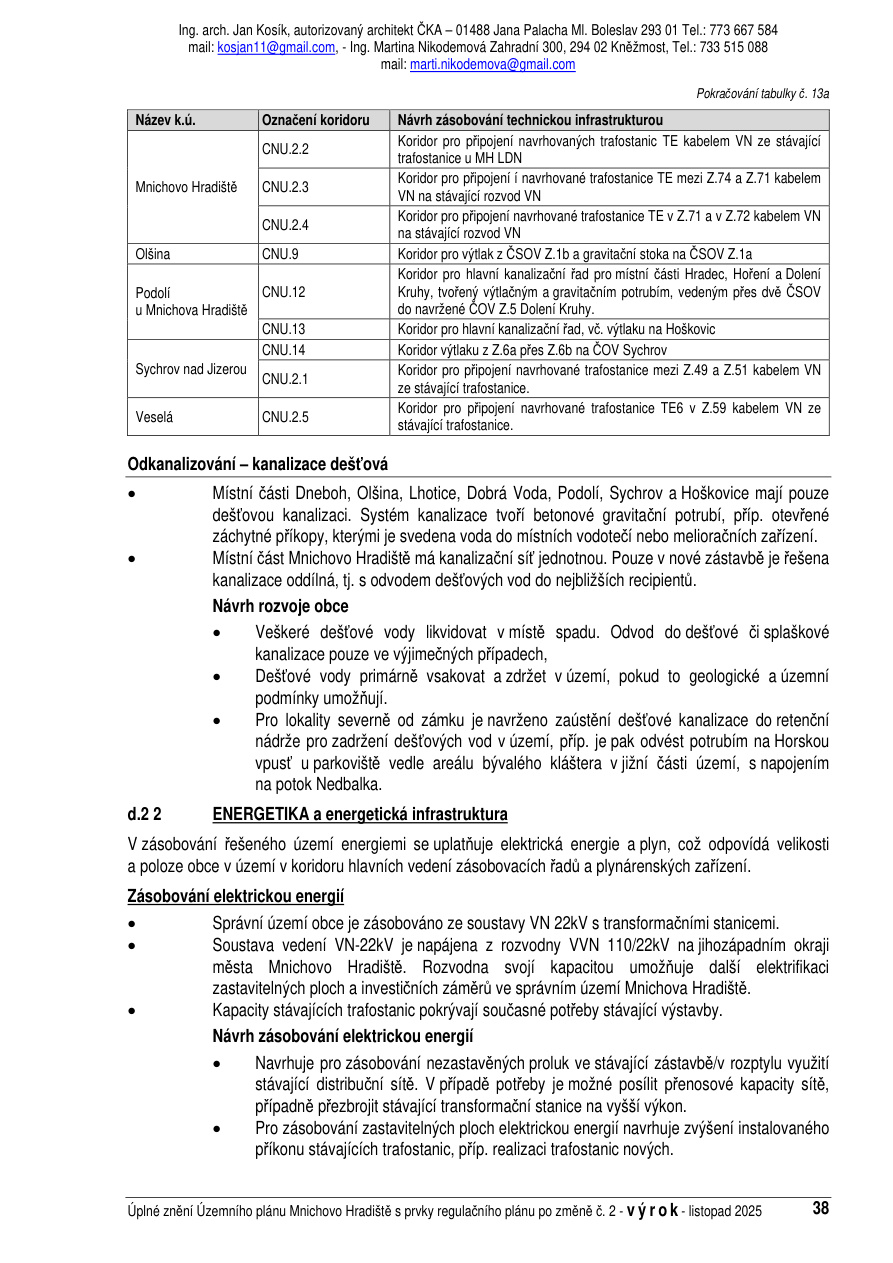 Ing. arch. Jan Kosík, autorizovaný architekt ČKA – 01488 Jana Palacha Ml. Boleslav 293 01 Tel.: 773 667 584
mail: kosjan11@gmail.com, - Ing. Martina Nikodemová Zahradní 300, 294 02 Kněžmost, Tel.: 733 515 088
mail: marti.nikodemova@gmail.com
Pokračování tabulky č. 13a
Název k.ú. Označení koridoru Návrh zásobování technickou infrastrukturou
Mnichovo Hradiště
CNU.2.2
Koridor pro připojení navrhovaných trafostanic TE kabelem VN ze stávající
trafostanice u MH LDN
CNU.2.3
Koridor pro připojení í navrhované trafostanice TE mezi Z.74 a Z.71 kabelem
VN na stávající rozvod VN
CNU.2.4
Koridor pro připojení navrhované trafostanice TE v Z.71 a v Z.72 kabelem VN
na stávající rozvod VN
Olšina CNU.9 Koridor pro výtlak z ČSOV Z.1b a gravitační stoka na ČSOV Z.1a
Podolí
u Mnichova Hradiště
CNU.12
Koridor pro hlavní kanalizační řad pro místní části Hradec, Hoření a Dolení
Kruhy, tvořený výtlačným a gravitačním potrubím, vedeným přes dvě ČSOV
do navržené ČOV Z.5 Dolení Kruhy.
CNU.13 Koridor pro hlavní kanalizační řad, vč. výtlaku na Hoškovic
Sychrov nad Jizerou
CNU.14 Koridor výtlaku z Z.6a přes Z.6b na ČOV Sychrov
CNU.2.1
Koridor pro připojení navrhované trafostanice mezi Z.49 a Z.51 kabelem VN
ze stávající trafostanice.
Veselá CNU.2.5
Koridor pro připojení navrhované trafostanice TE6 v Z.59 kabelem VN ze
stávající trafostanice.
Odkanalizování – kanalizace dešťová
• Místní části Dneboh, Olšina, Lhotice, Dobrá Voda, Podolí, Sychrov a Hoškovice mají pouze
dešťovou kanalizaci. Systém kanalizace tvoří betonové gravitační potrubí, příp. otevřené
záchytné příkopy, kterými je svedena voda do místních vodotečí nebo melioračních zařízení.
• Místní část Mnichovo Hradiště má kanalizační síť jednotnou. Pouze v nové zástavbě je řešena
kanalizace oddílná, tj. s odvodem dešťových vod do nejbližších recipientů.
Návrh rozvoje obce
• Veškeré dešťové vody likvidovat v místě spadu. Odvod do dešťové či splaškové
kanalizace pouze ve výjimečných případech,
• Dešťové vody primárně vsakovat a zdržet v území, pokud to geologické a územní
podmínky umožňují.
• Pro lokality severně od zámku je navrženo zaústění dešťové kanalizace do retenční
nádrže pro zadržení dešťových vod v území, příp. je pak odvést potrubím na Horskou
vpusť u parkoviště vedle areálu bývalého kláštera v jižní části území, s napojením
na potok Nedbalka.
d.2 2 ENERGETIKA a energetická infrastruktura
V zásobování řešeného území energiemi se uplatňuje elektrická energie a plyn, což odpovídá velikosti
a poloze obce v území v koridoru hlavních vedení zásobovacích řadů a plynárenských zařízení.
Zásobování elektrickou energií
• Správní území obce je zásobováno ze soustavy VN 22kV s transformačními stanicemi.
• Soustava vedení VN-22kV je napájena z rozvodny VVN 110/22kV na jihozápadním okraji
města Mnichovo Hradiště. Rozvodna svojí kapacitou umožňuje další elektrifikaci
zastavitelných ploch a investičních záměrů ve správním území Mnichova Hradiště.
• Kapacity stávajících trafostanic pokrývají současné potřeby stávající výstavby.
Návrh zásobování elektrickou energií
• Navrhuje pro zásobování nezastavěných proluk ve stávající zástavbě/v rozptylu využití
stávající distribuční sítě. V případě potřeby je možné posílit přenosové kapacity sítě,
případně přezbrojit stávající transformační stanice na vyšší výkon.
• Pro zásobování zastavitelných ploch elektrickou energií navrhuje zvýšení instalovaného
příkonu stávajících trafostanic, příp. realizaci trafostanic nových.
Úplné znění Územního plánu Mnichovo Hradiště s prvky regulačního plánu po změně č. 2 - v ý r o k - listopad 2025 38